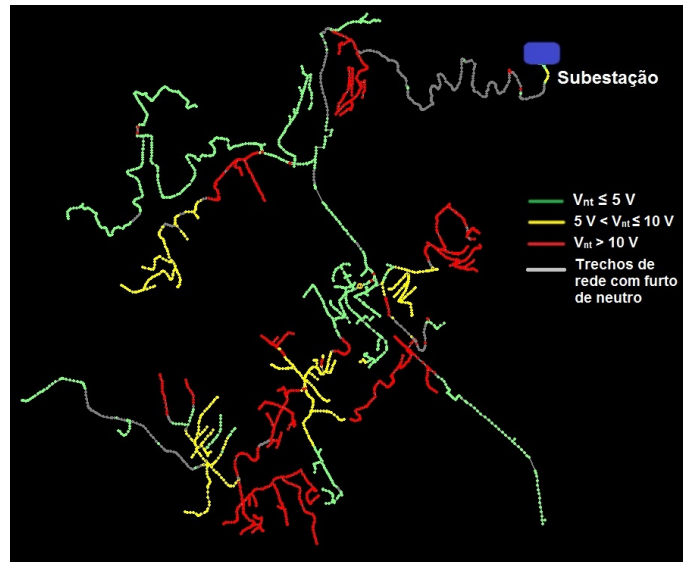 Subestação
Vnt ≤ 5 V
5 V < Vnt ≤ 10 V
Vnt > 10 V
Trechos de
rede com furto
de neutro